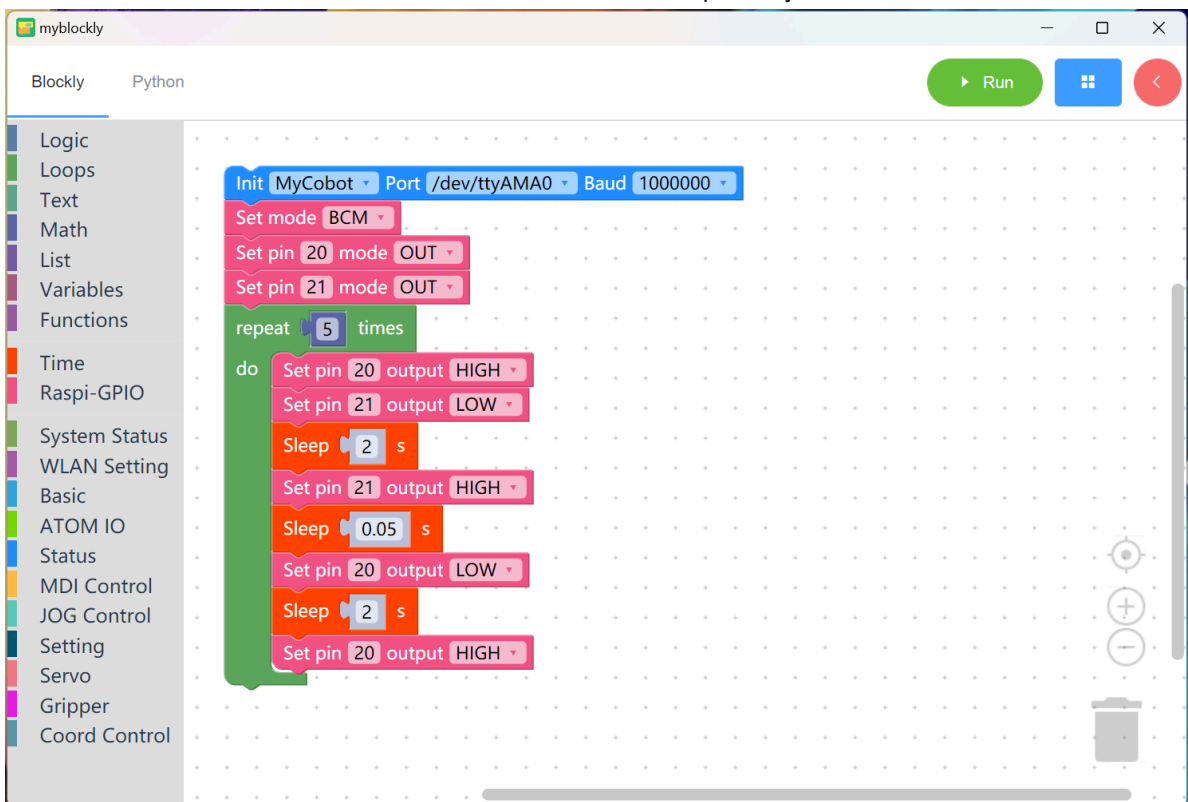 myblockly
Blockly Python Run
Logic
Loops
Text
Math
List
Variables
Functions
Time
Raspi-GPIO
System Status
WLAN Setting
Basic
ATOM IO
Status
MDI Control
JOG Control
Setting
Servo
Gripper
Coord Control
Init MyCobot Port /dev/ttyAMA0 Baud 1000000
Set mode BCM
Set pin 20 mode OUT
Set pin 21 mode OUT
repeat 5 times
do Set pin 20 output HIGH
Set pin 21 output LOW
Sleep 2 s
Set pin 21 output HIGH
Sleep 0.05 s
Set pin 20 output LOW
Sleep 2 s
Set pin 20 output HIGH